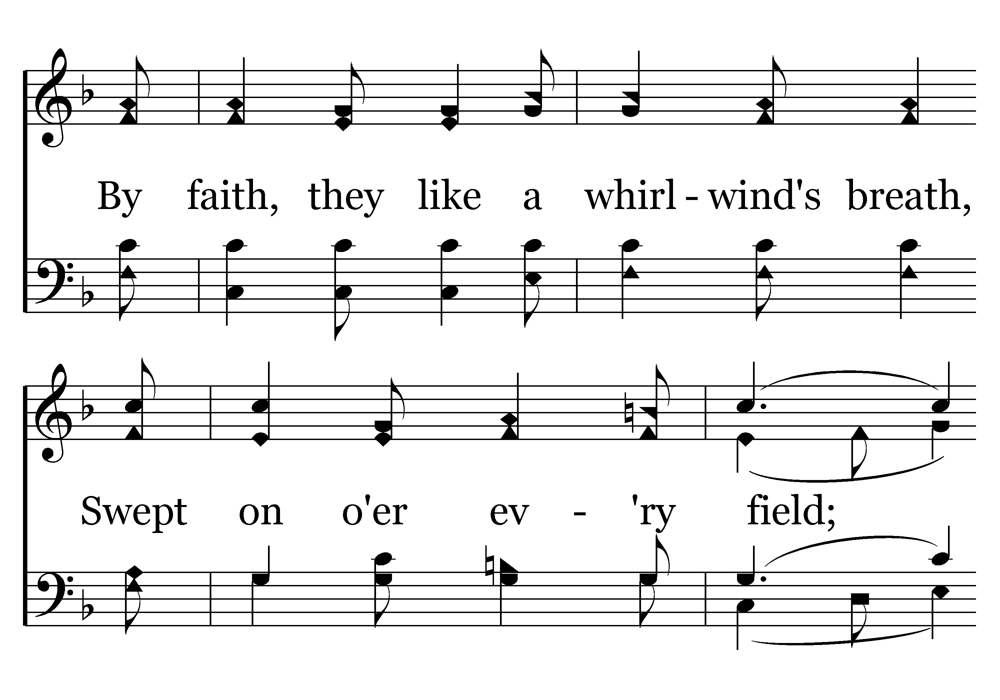 By faith, they like a whirl - wind's breath,
Swept on o'er ev - 'ry field;